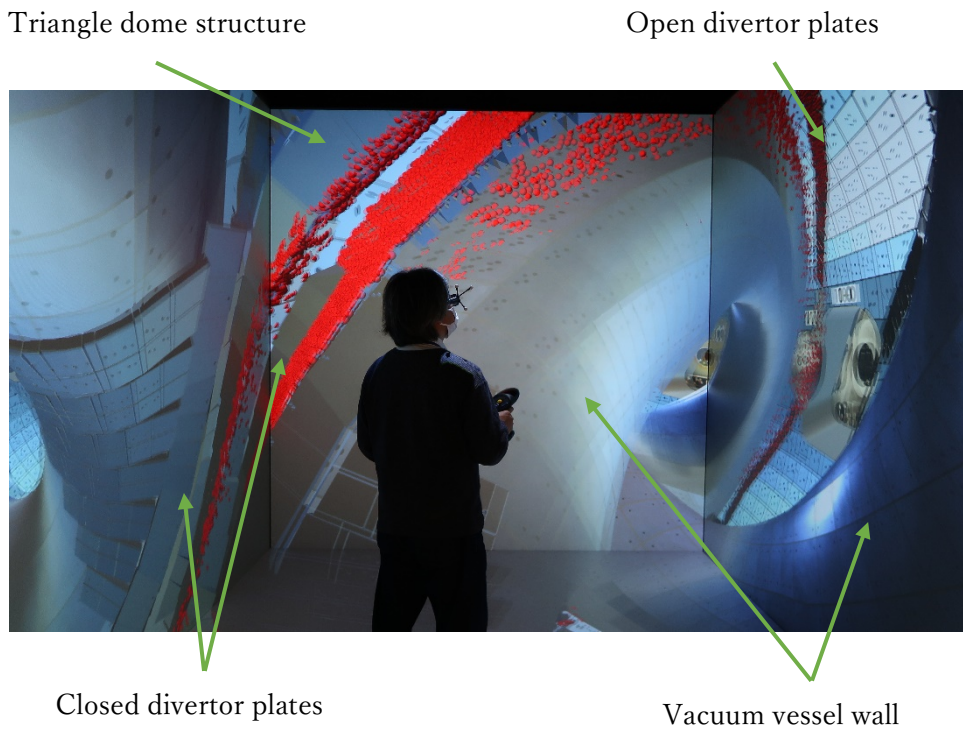 Triangle dome structure
Open divertor plates
Closed divertor plates
Vacuum vessel wall